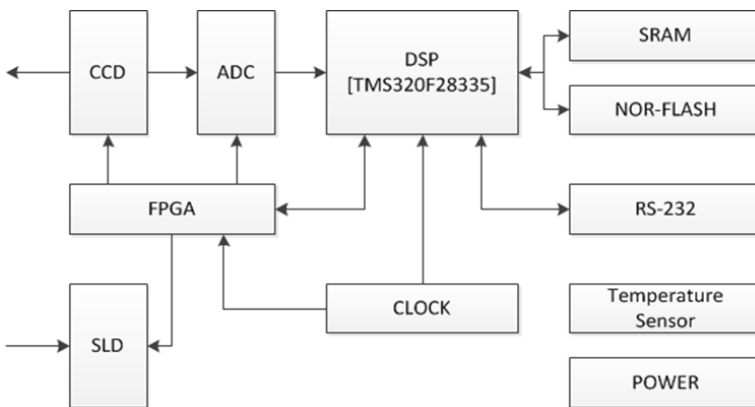 CCD
ADC
DSP
[TMS320F28335]
SRAM
NOR-FLASH
FPGA
RS-232
SLD
CLOCK
Temperature
Sensor
POWER